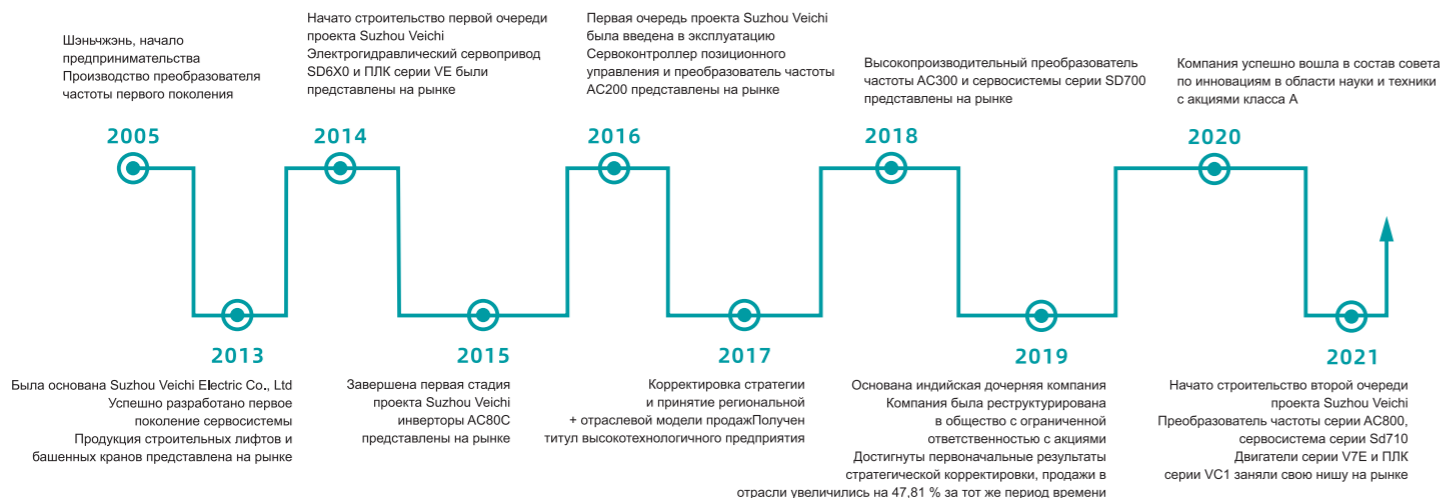 Шэньчжэнь, начало
предпринимательства
Производство преобразователя
частоты первого поколения
2005
Начато строительство первой очереди
проекта Suzhou Veichi
Электрогидравлический сервопривод
SD6X0 и ПЛК серии VE были
представлены на рынке
2014
Первая очередь проекта Suzhou Veichi
была введена в эксплуатацию
Сервоконтроллер позиционного
управления и преобразователь частоты
AC200 представлены на рынке
2016
Высокопроизводительный преобразователь
частоты AC300 и сервосистемы серии SD700
представлены на рынке
2018
Компания успешно вошла в состав совета
по инновациям в области науки и техники
с акциями класса А
2020
2013
Была основана Suzhou Veichi Electric Co., Ltd
Успешно разработано первое
поколение сервосистемы
Продукция строительных лифтов и
башенных кранов представлена на рынке
2015
Завершена первая стадия
проекта Suzhou Veichi
инверторы AC80C
представлены на рынке
2017
Корректировка стратегии
и принятие региональной
+ отраслевой модели продажПолучен
титул высокотехнологичного предприятия
2019
Основана индийская дочерняя компания
Компания была реструктурирована
в общество с ограниченной
ответственностью с акциями
Достигнуты первоначальные результаты
стратегической корректировки, продажи в
отрасли увеличились на 47,81 % за тот же период времени
2021
Начато строительство второй очереди
проекта Suzhou Veichi
Преобразователь частоты серии AC800,
сервосистема серии Sd710
Двигатели серии V7E и ПЛК
серии VC1 заняли свою нишу на рынке